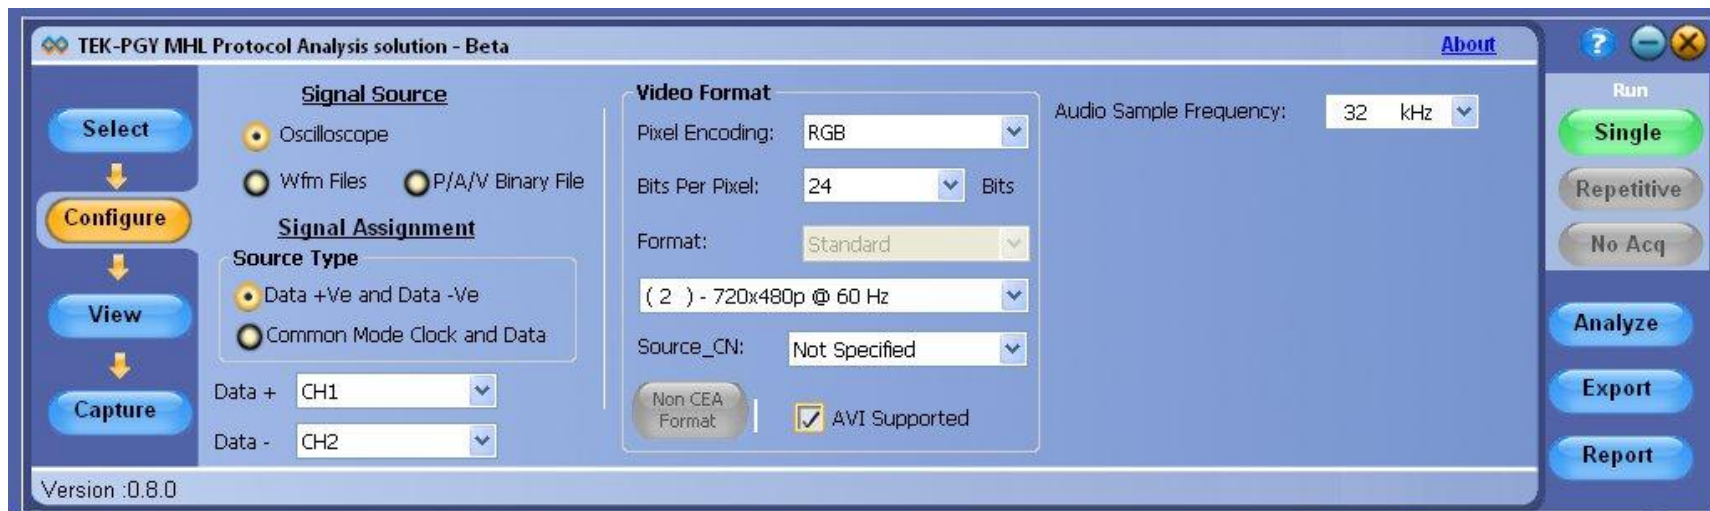 TEK-PGY MHL Protocol Analysis solution - Beta
About
?
Select
Configure
View
Capture
Signal Source
Oscilloscope
Wfm Files
P/A/V Binary File
Signal Assignment
Source Type
Data +Ve and Data -Ve
Common Mode Clock and Data
Data + CH1
Data - CH2
Video Format
Pixel Encoding: RGB
Bits Per Pixel: 24 Bits
Format: Standard
( 2 ) - 720x480p @ 60 Hz
Source_CN: Not Specified
Non CEA
Format
AVI Supported
Audio Sample Frequency: 32 kHz
Run
Single
Repetitive
No Acq
Analyze
Export
Report
Version :0.8.0